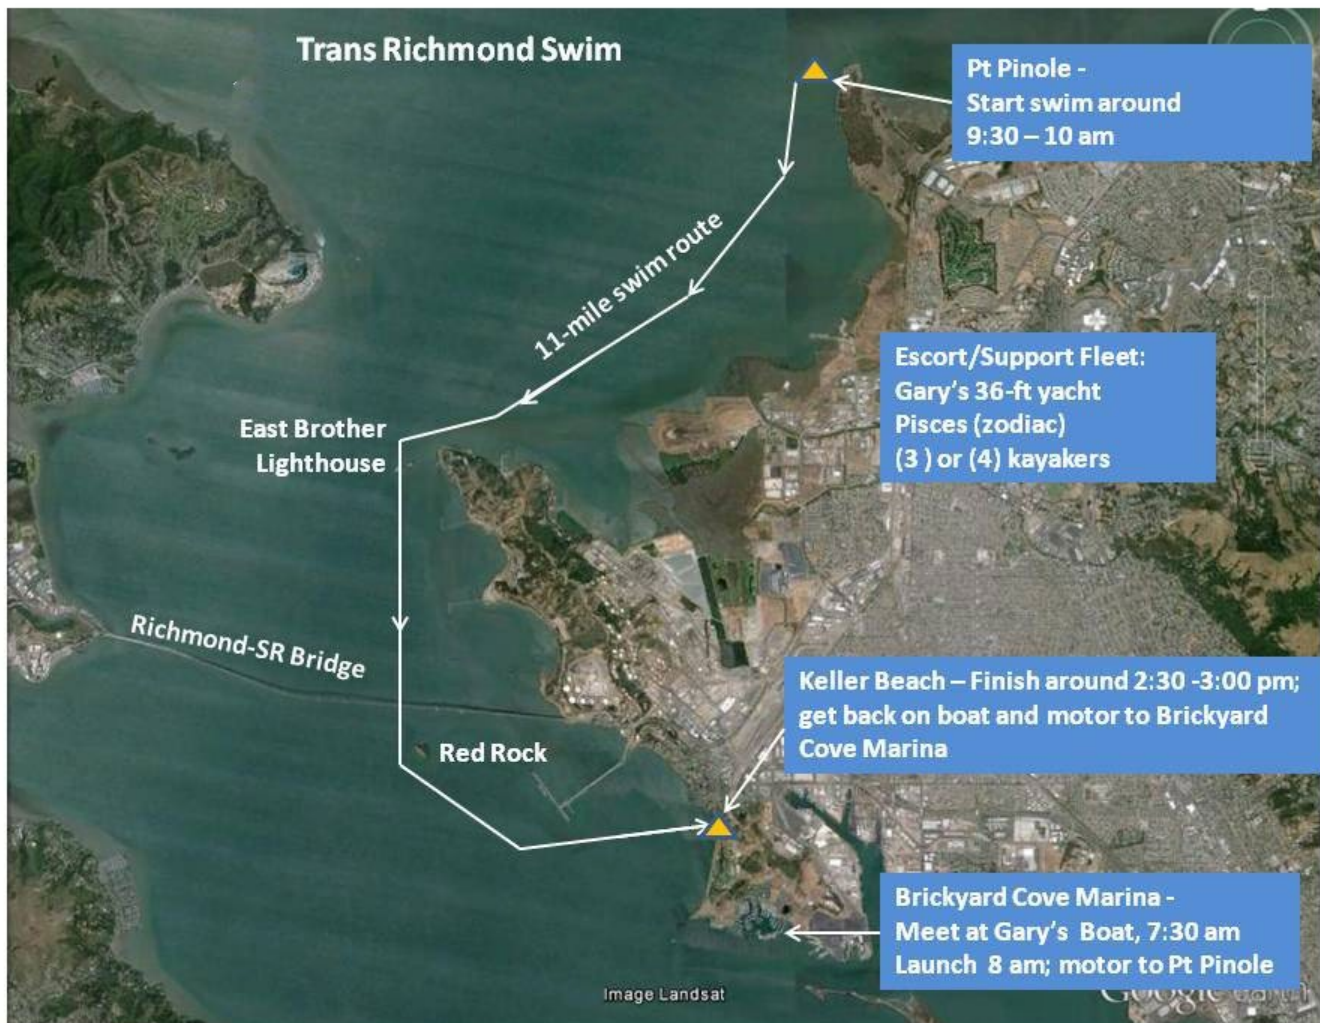 Trans Richmond Swim
Pt Pinole -
Start swim around
9:30 – 10 am
11-mile swim route
Escort/Support Fleet:
Gary's 36-ft yacht
Pisces (zodiac)
(3 ) or (4) kayakers
East Brother
Lighthouse
Richmond-SR Bridge
Red Rock
Keller Beach – Finish around 2:30 -3:00 pm;
get back on boat and motor to Brickyard
Cove Marina
Brickyard Cove Marina -
Meet at Gary's Boat, 7:30 am
Launch 8 am; motor to Pt Pinole
Image Landsat
Google earth